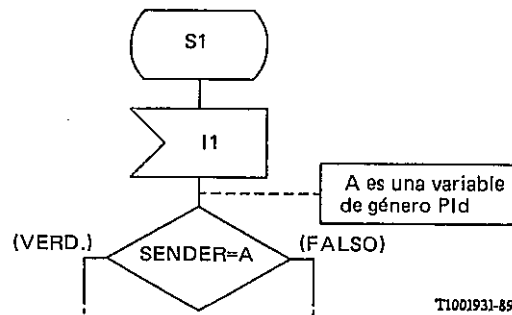 S1
I1
A es una variable
de género PId
(VERD.)
SENDER=A
(FALSO)
T1001931-89